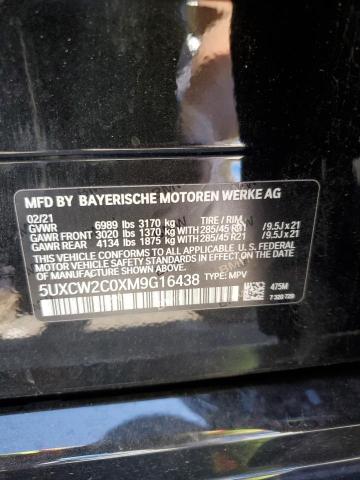 MFD BY BAYERISCHE MOTOREN WERKE AG
02/21 TIRE / RIM
GVWR 6989 lbs 3170 kg
GAWR FRONT 3020 lbs 1370 kg WITH 285/45 R21 / 9.5J x 21
GAWR REAR 4134 lbs 1875 kg WITH 285/45 R21 / 9.5J x 21
THIS VEHICLE CONFORMS TO ALL APPLICABLE U.S. FEDERAL
MOTOR VEHICLE SAFETY STANDARDS IN EFFECT ON THE
DATE OF MANUFACTURE SHOWN ABOVE.
5UXCW2C0XM9G16438 TYPE: MPV
475M